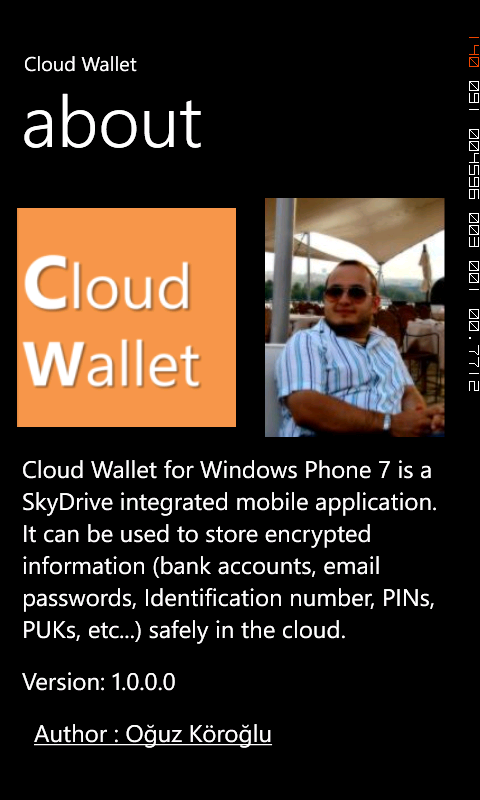 Cloud Wallet
about
Cloud
Wallet
Cloud Wallet for Windows Phone 7 is a
SkyDrive integrated mobile application.
It can be used to store encrypted
information (bank accounts, email
passwords, Identification number, PINs,
PUKs, etc...) safely in the cloud.
Version: 1.0.0.0
Author : Oğuz Köroğlu